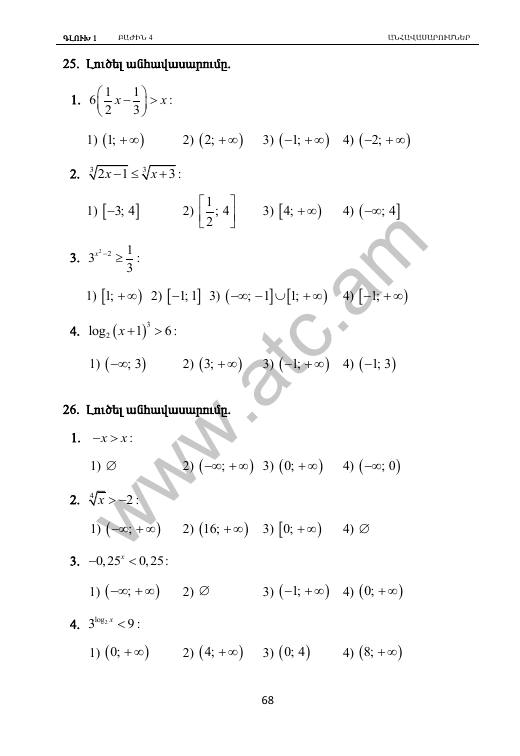 ԳԼՈՒԽ 1 ԲԱԺԻՆ 4 ԱՆՀԱՎԱՍԱՐՈՒՄՆԵՐ
25. Լուծել անհավասարումը.
1. 6(1/2 x − 1/3) > x :
1) (1; +∞) 2) (2; +∞) 3) (−1; +∞) 4) (−2; +∞)
2. ∛(2x−1) ≤ ∛(x+3) :
1) [−3; 4] 2) [1/2; 4] 3) [4; +∞) 4) (−∞; 4]
3. 3^(x²−2) ≥ 1/3 :
1) [1; +∞) 2) [−1; 1] 3) (−∞; −1]∪[1; +∞) 4) [−1; +∞)
4. log₂(x+1)³ > 6 :
1) (−∞; 3) 2) (3; +∞) 3) (−1; +∞) 4) (−1; 3)
26. Լուծել անհավասարումը.
1. −x > x :
1) ∅ 2) (−∞; +∞) 3) (0; +∞) 4) (−∞; 0)
2. ∜x > −2 :
1) (−∞; +∞) 2) (16; +∞) 3) [0; +∞) 4) ∅
3. −0,25^x < 0,25 :
1) (−∞; +∞) 2) ∅ 3) (−1; +∞) 4) (0; +∞)
4. 3^(log₂ x) < 9 :
1) (0; +∞) 2) (4; +∞) 3) (0; 4) 4) (8; +∞)
www.atc.am
68